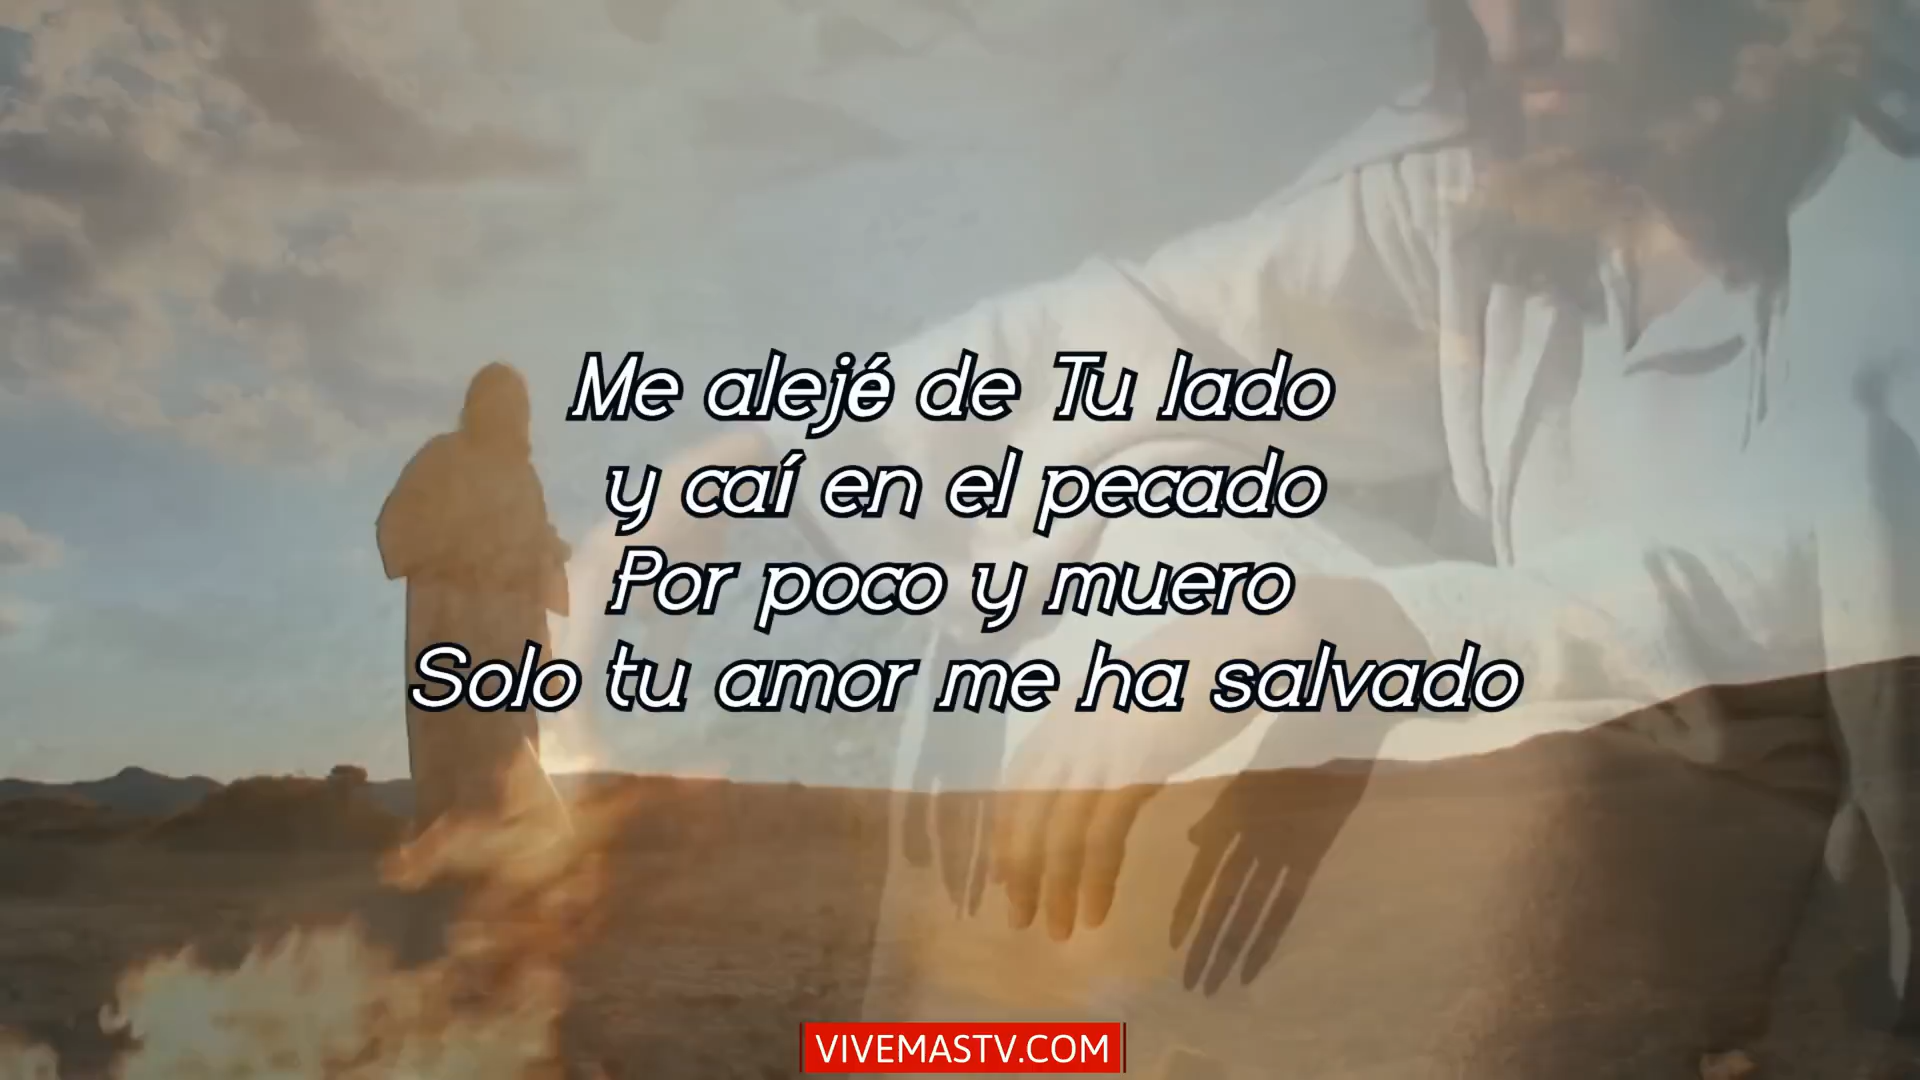 Me alejé de Tu lado
y caí en el pecado
Por poco y muero
Solo tu amor me ha salvado
VIVEMASTV.COM